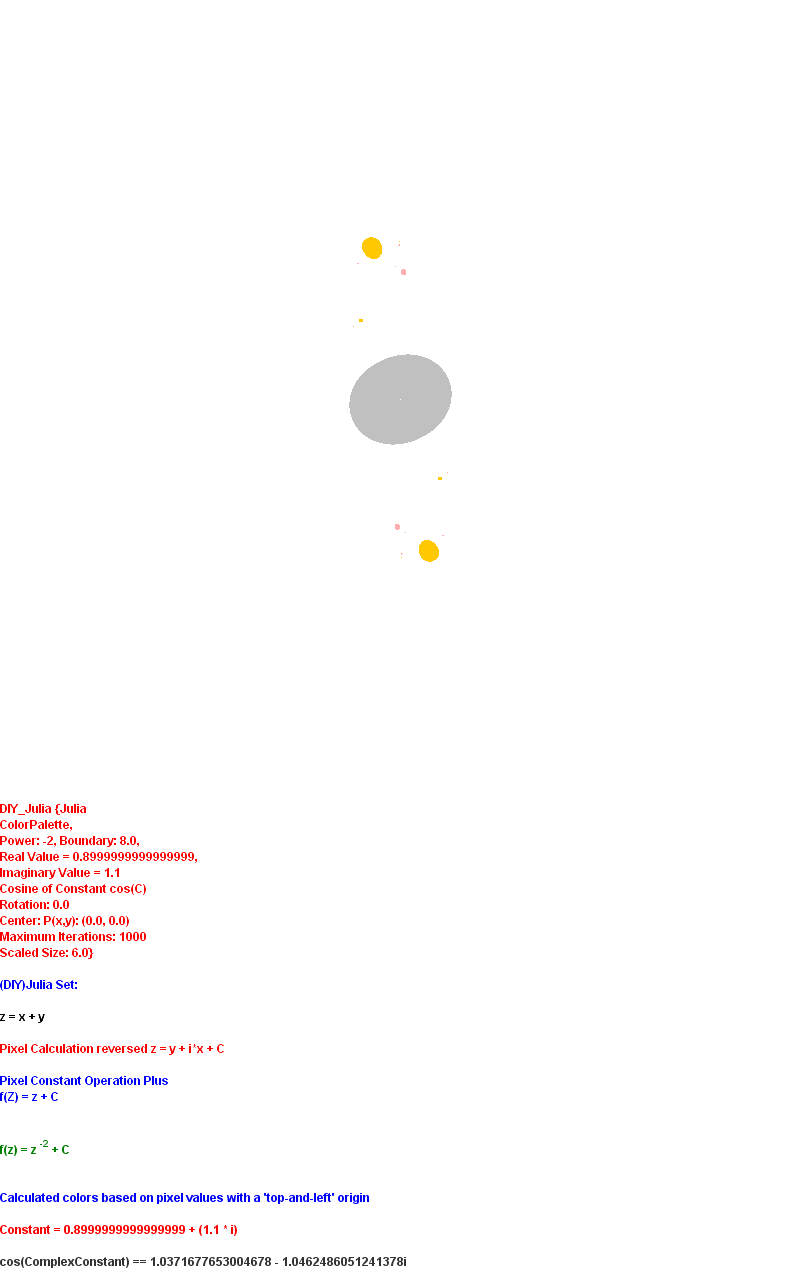 DIY_Julia {Julia
ColorPalette,
Power: -2, Boundary: 8.0,
Real Value = 0.8999999999999999,
Imaginary Value = 1.1
Cosine of Constant cos(C)
Rotation: 0.0
Center: P(x,y): (0.0, 0.0)
Maximum Iterations: 1000
Scaled Size: 6.0}
(DIY)Julia Set:
z = x + y
Pixel Calculation reversed z = y + i*x + C
Pixel Constant Operation Plus
f(Z) = z + C
f(z) = z -2 + C
Calculated colors based on pixel values with a 'top-and-left' origin
Constant = 0.8999999999999999 + (1.1 * i)
cos(ComplexConstant) == 1.0371677653004678 - 1.0462486051241378i